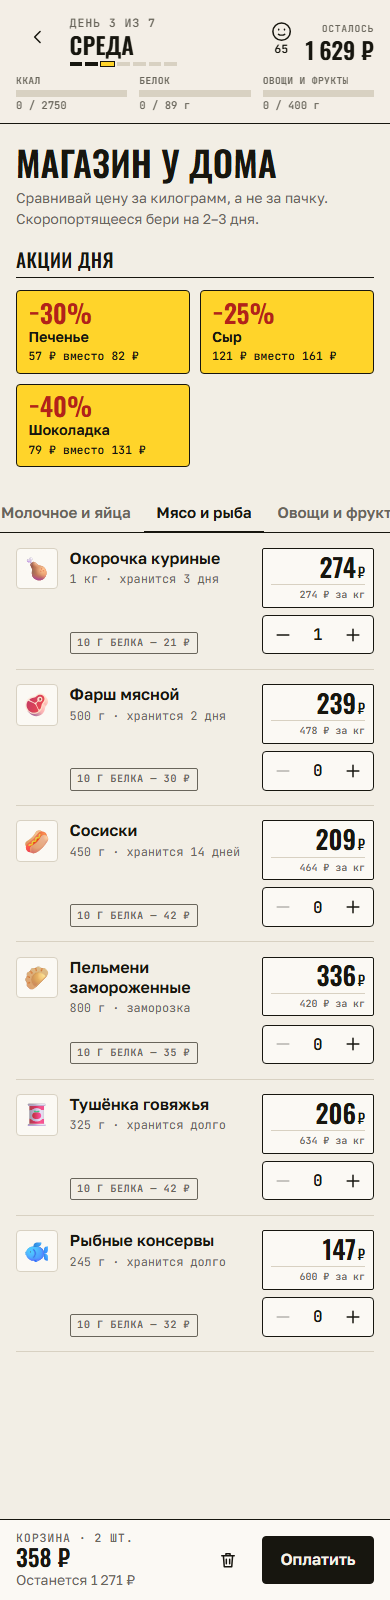 ДЕНЬ 3 ИЗ 7
СРЕДА
65
ОСТАЛОСЬ
1 629 ₽
ККАЛ
0 / 2750
БЕЛОК
0 / 89 г
ОВОЩИ И ФРУКТЫ
0 / 400 г
МАГАЗИН У ДОМА
Сравнивай цену за килограмм, а не за пачку.
Скоропортящееся бери на 2–3 дня.
АКЦИИ ДНЯ
−30%
Печенье
57 ₽ вместо 82 ₽
−25%
Сыр
121 ₽ вместо 161 ₽
−40%
Шоколадка
79 ₽ вместо 131 ₽
Молочное и яйца
Мясо и рыба
Овощи и фрукт
Окорочка куриные
1 кг · хранится 3 дня
10 Г БЕЛКА — 21 ₽
274 ₽
274 ₽ за кг
— 1 +
Фарш мясной
500 г · хранится 2 дня
10 Г БЕЛКА — 30 ₽
239 ₽
478 ₽ за кг
— 0 +
Сосиски
450 г · хранится 14 дней
10 Г БЕЛКА — 42 ₽
209 ₽
464 ₽ за кг
— 0 +
Пельмени
замороженные
800 г · заморозка
10 Г БЕЛКА — 35 ₽
336 ₽
420 ₽ за кг
— 0 +
Тушёнка говяжья
325 г · хранится долго
10 Г БЕЛКА — 42 ₽
206 ₽
634 ₽ за кг
— 0 +
Рыбные консервы
245 г · хранится долго
10 Г БЕЛКА — 32 ₽
147 ₽
600 ₽ за кг
— 0 +
КОРЗИНА · 2 ШТ.
358 ₽
Останется 1 271 ₽
Оплатить